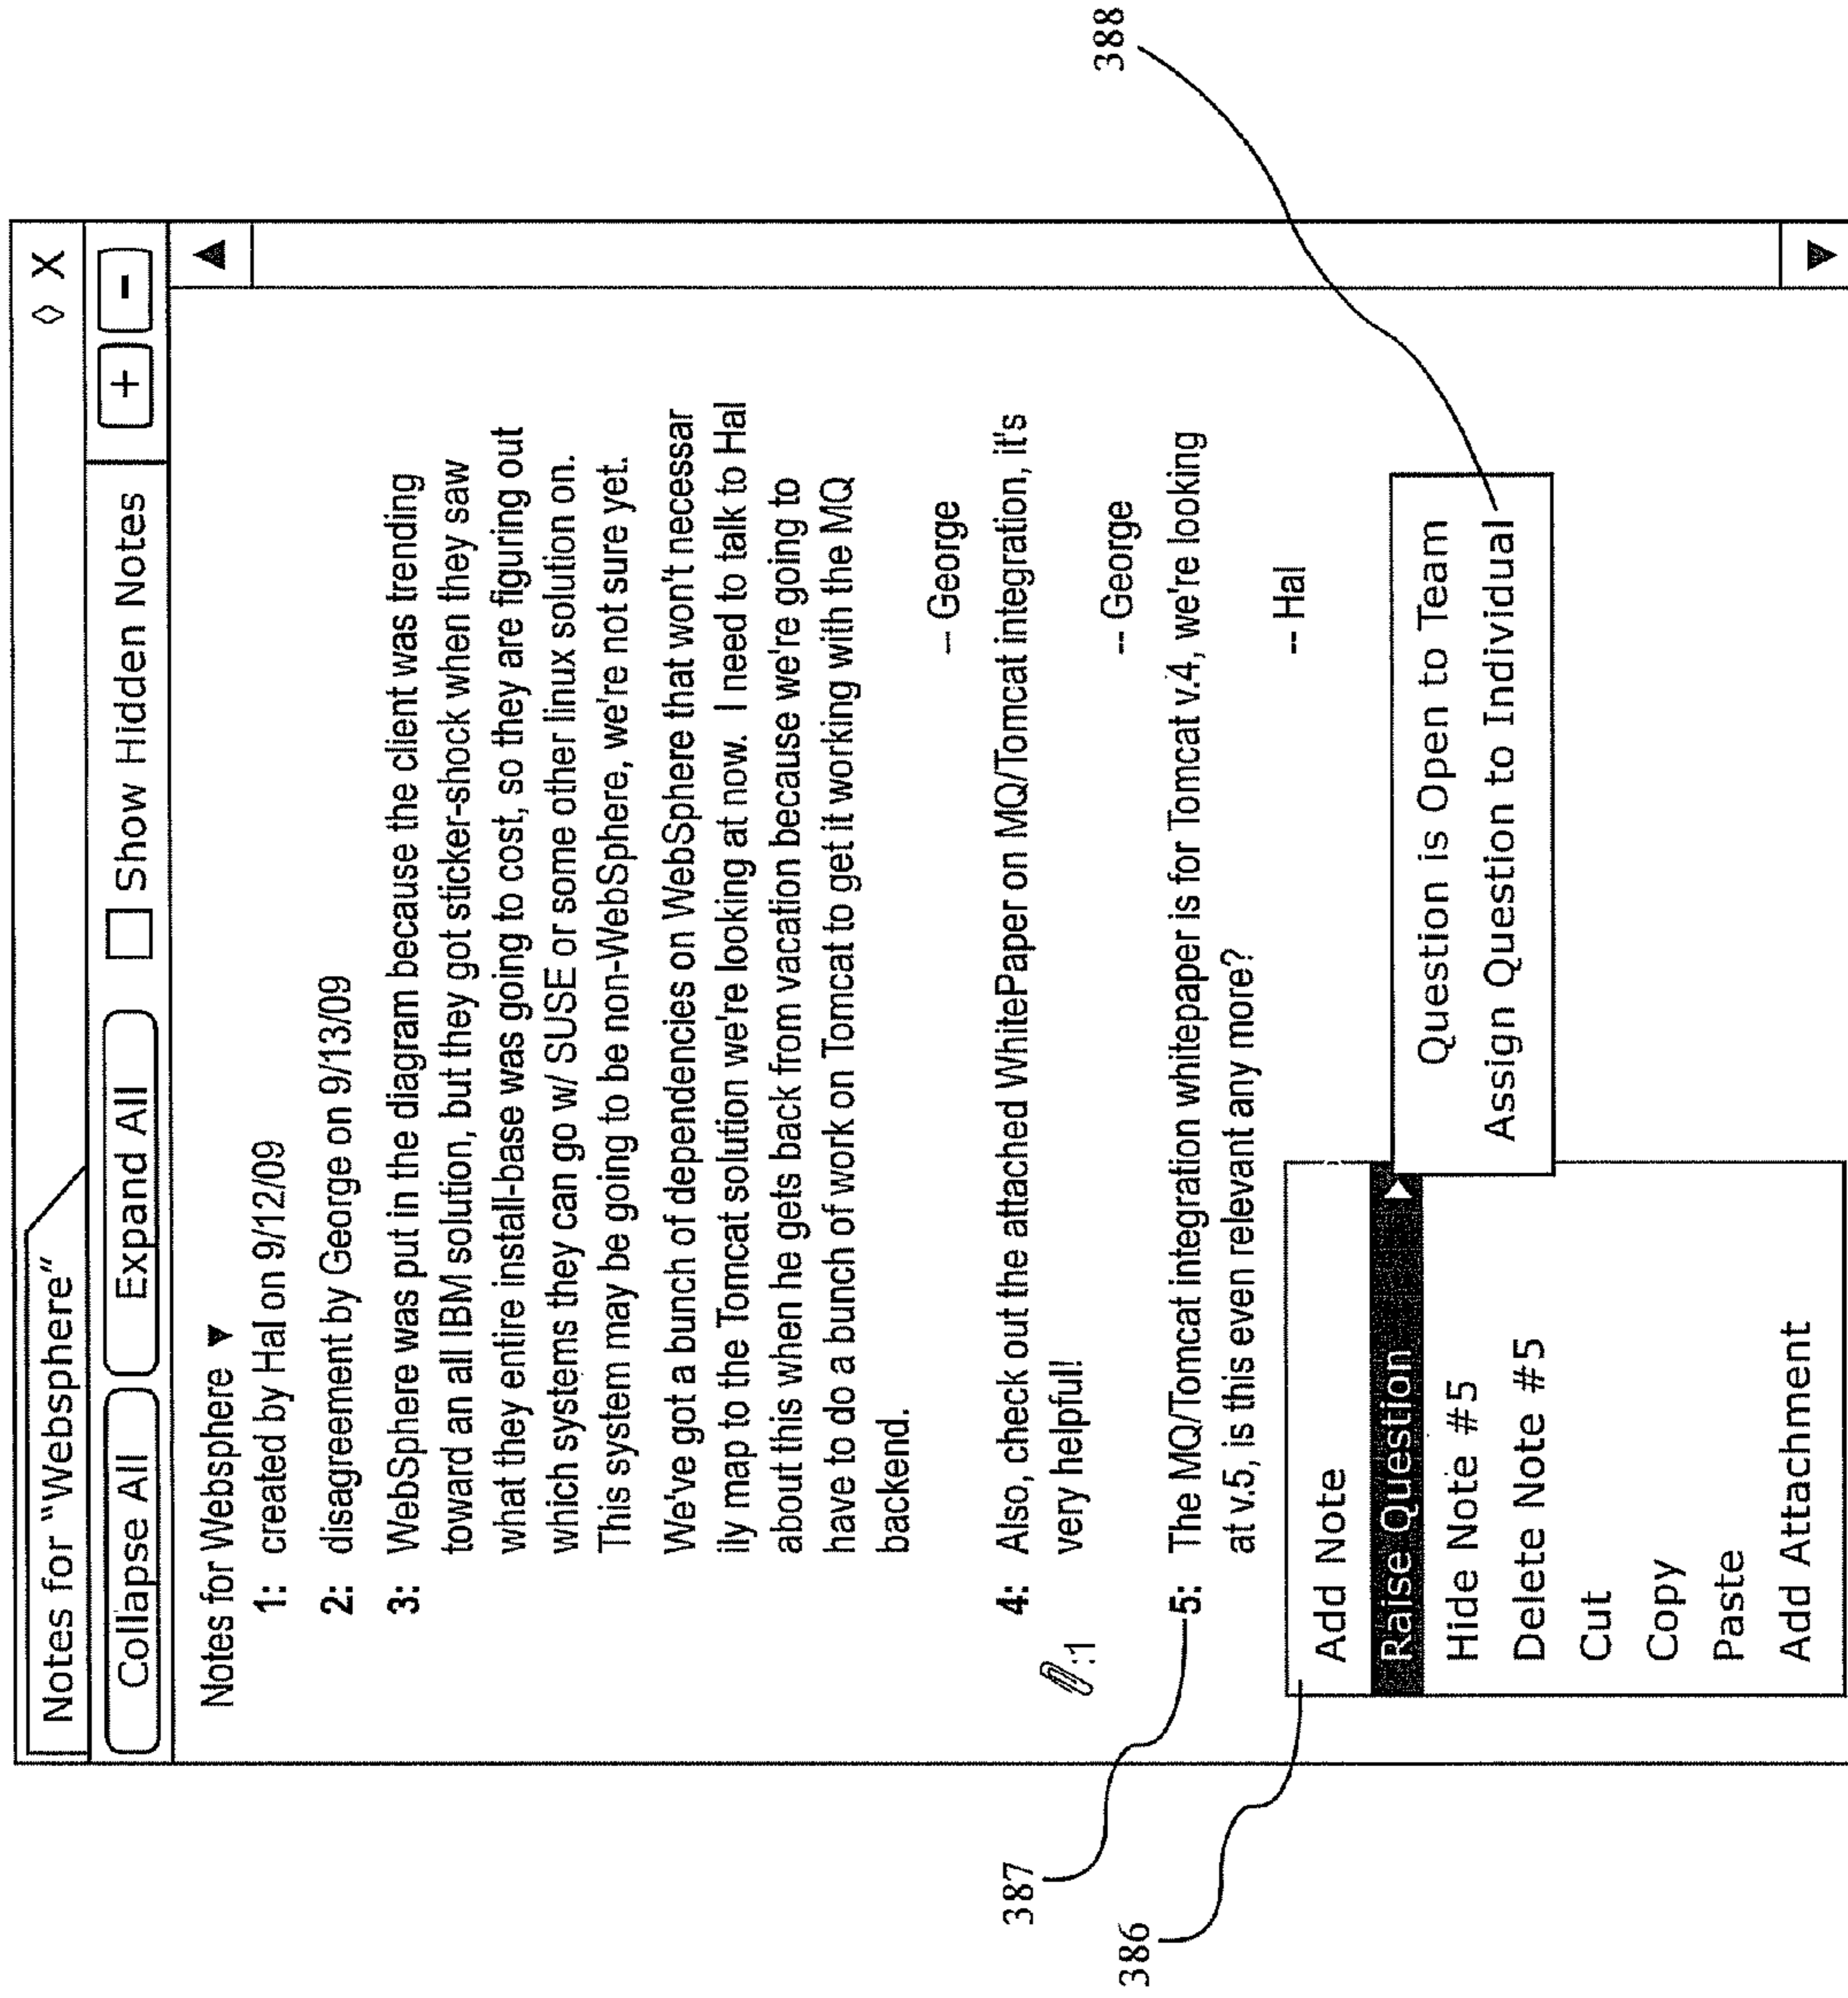 Notes for “Websphere”
◊ X
Collapse All
Expand All
Show Hidden Notes
+
-
Notes for Websphere ▼
1: created by Hal on 9/12/09
2: disagreement by George on 9/13/09
3: WebSphere was put in the diagram because the client was trending
toward an all IBM solution, but they got sticker-shock when they saw
what they entire install-base was going to cost, so they are figuring out
which systems they can go w/ SUSE or some other linux solution on.
This system may be going to be non-WebSphere, we're not sure yet.
We've got a bunch of dependencies on WebSphere that won't necessar
ily map to the Tomcat solution we're looking at now. I need to talk to Hal
about this when he gets back from vacation because we're going to
have to do a bunch of work on Tomcat to get it working with the MQ
backend.
-- George
:1
4: Also, check out the attached WhitePaper on MQ/Tomcat integration, it's
very helpful!
-- George
387
5: The MQ/Tomcat integration whitepaper is for Tomcat v.4, we're looking
at v.5, is this even relevant any more?
-- Hal
386
Add Note
Raise Question
Hide Note #5
Delete Note #5
Cut
Copy
Paste
Add Attachment
Question is Open to Team
Assign Question to Individual
388